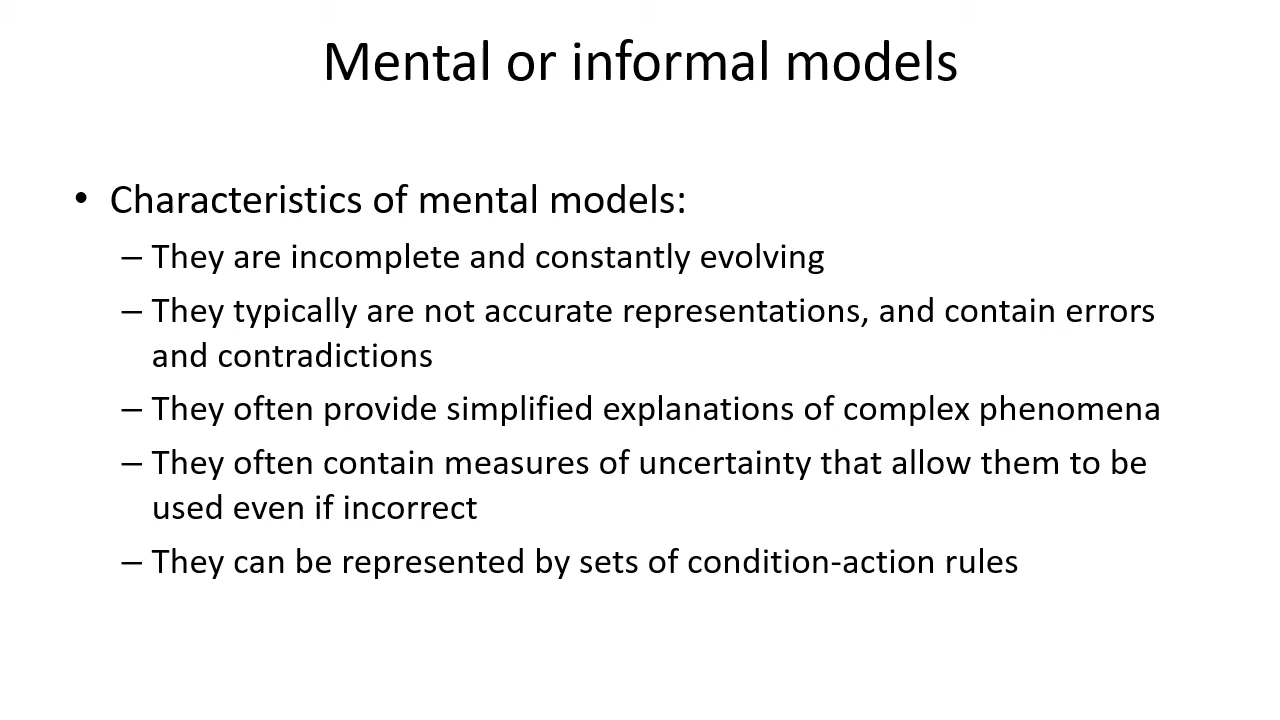 Mental or informal models
• Characteristics of mental models:
– They are incomplete and constantly evolving
– They typically are not accurate representations, and contain errors
and contradictions
– They often provide simplified explanations of complex phenomena
– They often contain measures of uncertainty that allow them to be
used even if incorrect
– They can be represented by sets of condition-action rules